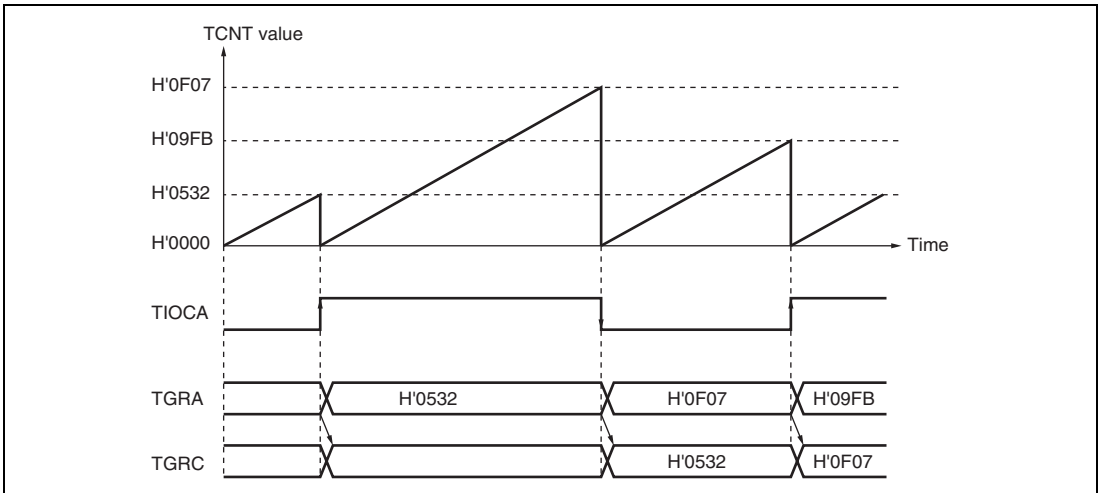 TCNT value
H'0F07
H'09FB
H'0532
H'0000
Time
TIOCA
TGRA H'0532 H'0F07 H'09FB
TGRC H'0532 H'0F07